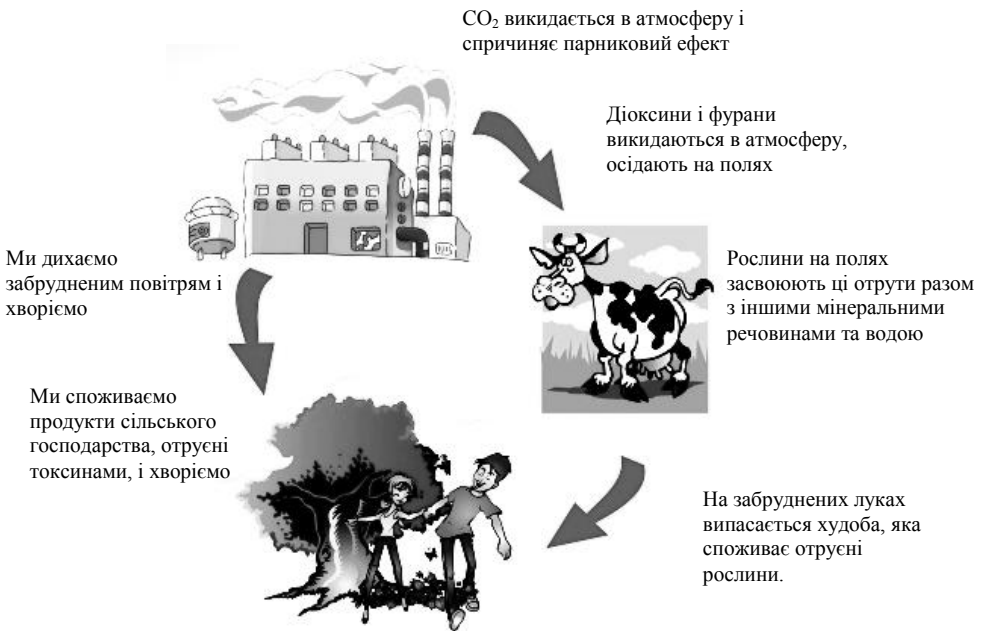 CO₂ викидається в атмосферу і
спричиняє парниковий ефект
Діоксини і фурани
викидаються в атмосферу,
осідають на полях
Рослини на полях
засвоюють ці отрути разом
з іншими мінеральними
речовинами та водою
На забруднених луках
випасається худоба, яка
споживає отруєні
рослини.
Ми дихаємо
забрудненим повітрям і
хворіємо
Ми споживаємо
продукти сільського
господарства, отруєні
токсинами, і хворіємо